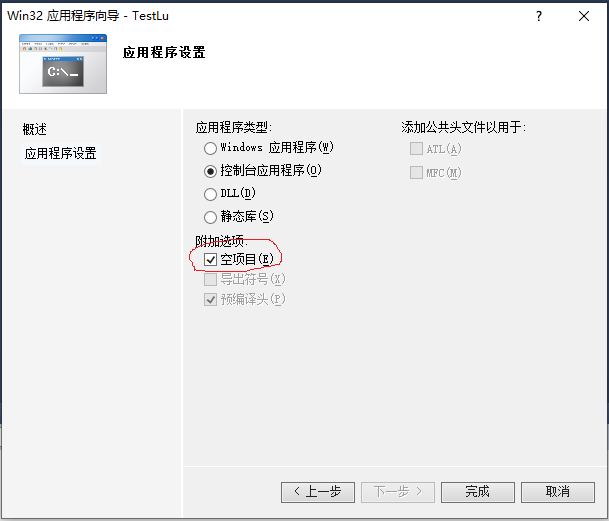 Win32 应用程序向导 - TestLu
?
应用程序设置
C:\_
概述
应用程序设置
应用程序类型:
Windows 应用程序(W)
控制台应用程序(O)
DLL(D)
静态库(S)
附加选项:
空项目(E)
导出符号(X)
预编译头(P)
添加公共头文件以用于:
ATL(A)
MFC(M)
< 上一步
下一步 >
完成
取消